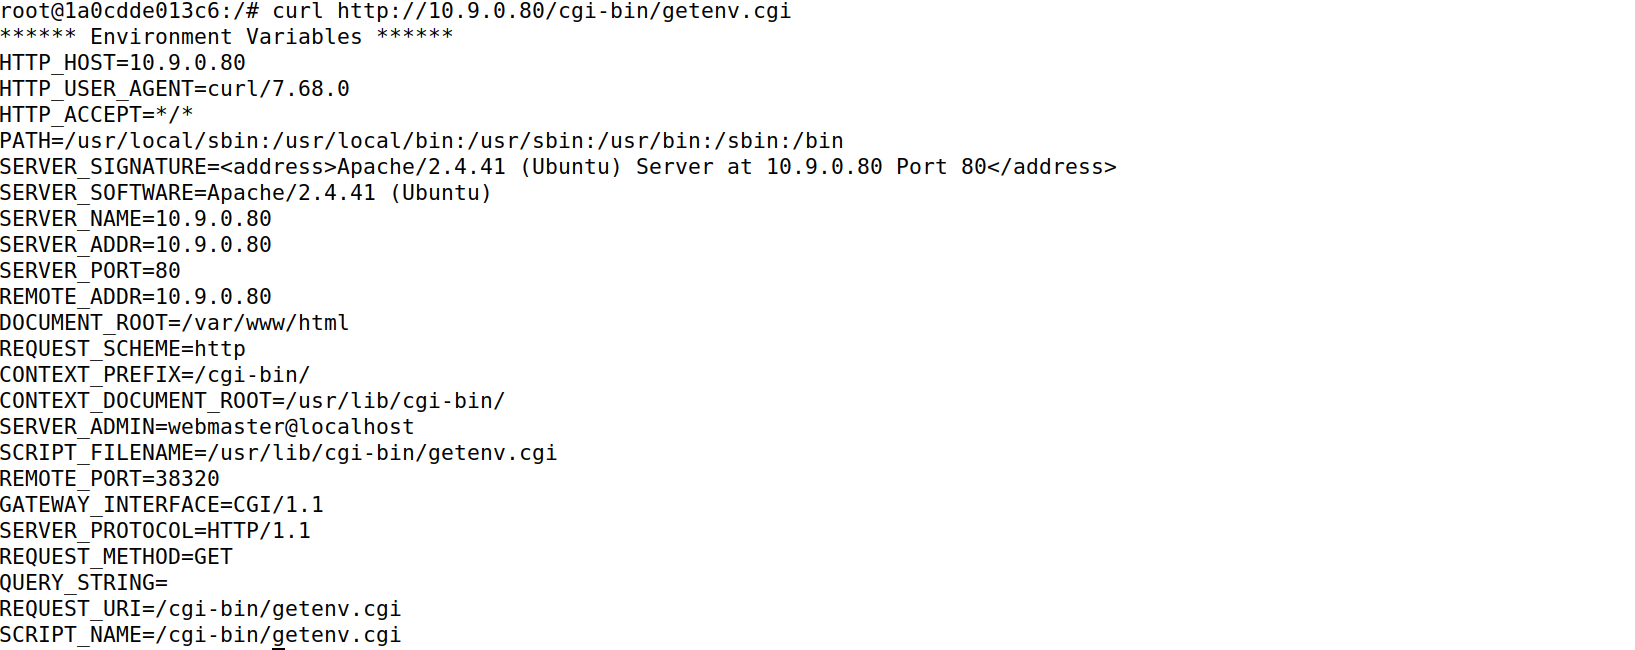 root@1a0cdde013c6:/# curl http://10.9.0.80/cgi-bin/getenv.cgi
****** Environment Variables ******
HTTP_HOST=10.9.0.80
HTTP_USER_AGENT=curl/7.68.0
HTTP_ACCEPT=*/*
PATH=/usr/local/sbin:/usr/local/bin:/usr/sbin:/usr/bin:/sbin:/bin
SERVER_SIGNATURE=<address>Apache/2.4.41 (Ubuntu) Server at 10.9.0.80 Port 80</address>
SERVER_SOFTWARE=Apache/2.4.41 (Ubuntu)
SERVER_NAME=10.9.0.80
SERVER_ADDR=10.9.0.80
SERVER_PORT=80
REMOTE_ADDR=10.9.0.80
DOCUMENT_ROOT=/var/www/html
REQUEST_SCHEME=http
CONTEXT_PREFIX=/cgi-bin/
CONTEXT_DOCUMENT_ROOT=/usr/lib/cgi-bin/
SERVER_ADMIN=webmaster@localhost
SCRIPT_FILENAME=/usr/lib/cgi-bin/getenv.cgi
REMOTE_PORT=38320
GATEWAY_INTERFACE=CGI/1.1
SERVER_PROTOCOL=HTTP/1.1
REQUEST_METHOD=GET
QUERY_STRING=
REQUEST_URI=/cgi-bin/getenv.cgi
SCRIPT_NAME=/cgi-bin/getenv.cgi